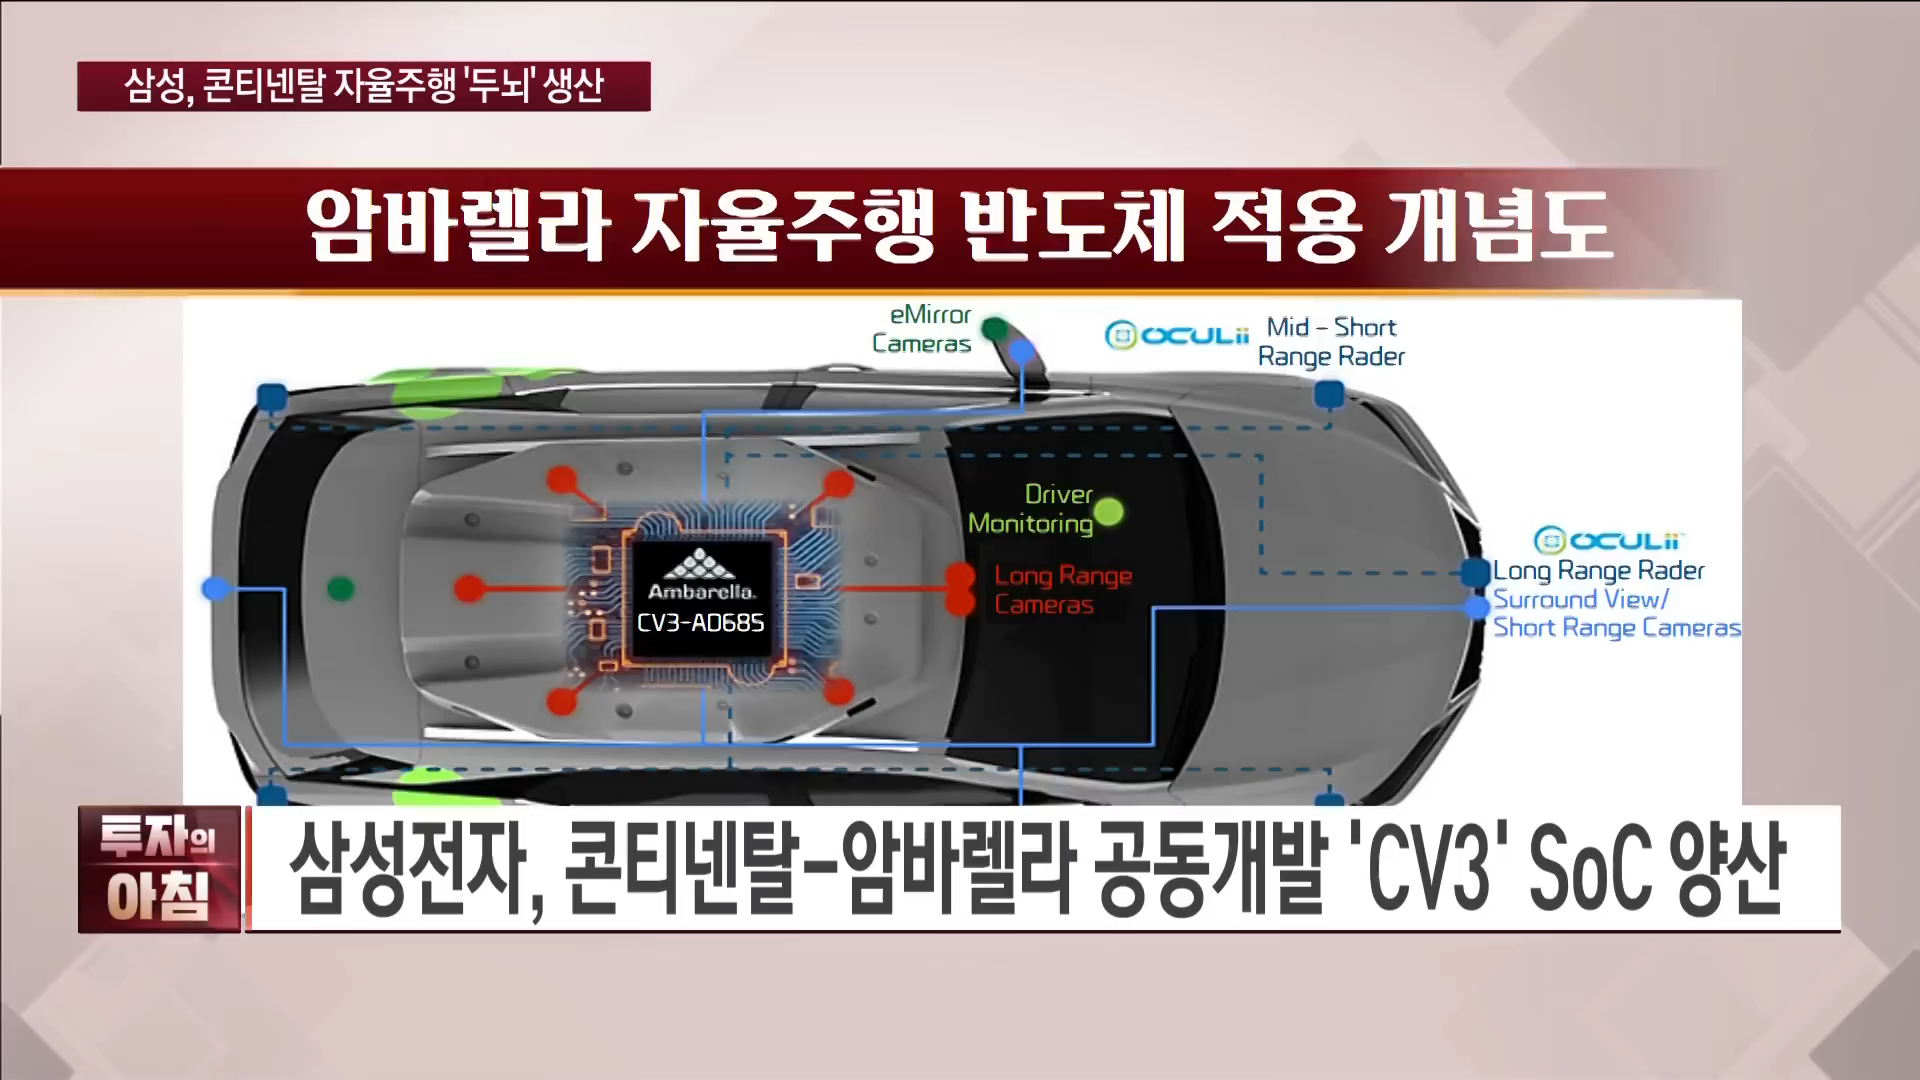 삼성, 콘티넨탈 자율주행 '두뇌' 생산
암바렐라 자율주행 반도체 적용 개념도
eMirror
Cameras
OCULii
Mid - Short
Range Rader
Driver
Monitoring
Long Range
Cameras
Ambarella
CV3-AD685
OCULii
Long Range Rader
Surround View/
Short Range Cameras
투자의
아침
삼성전자, 콘티넨탈-암바렐라 공동개발 'CV3' SoC 양산